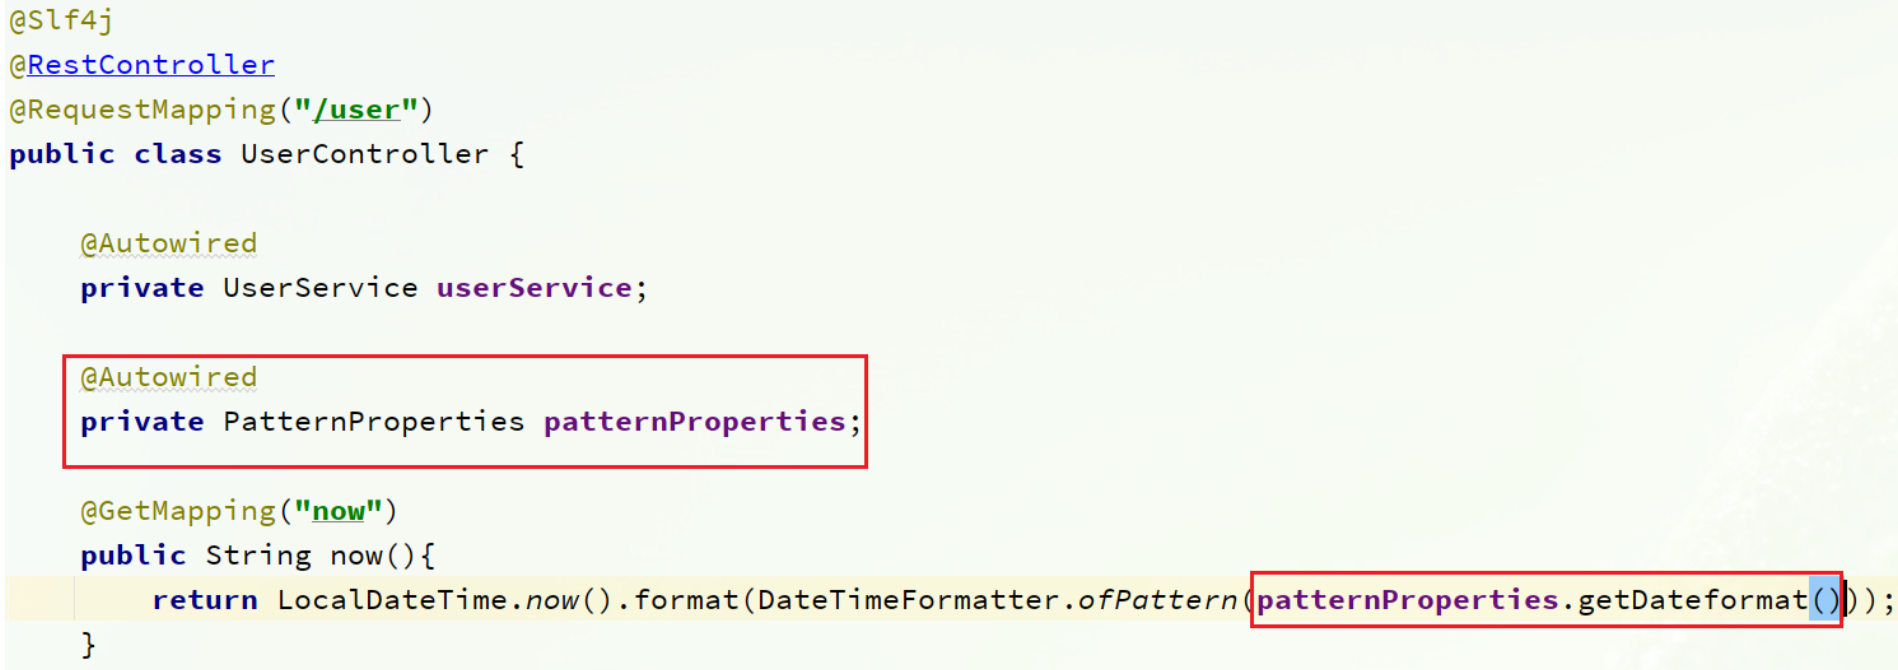 @Slf4j
@RestController
@RequestMapping("/user")
public class UserController {
@Autowired
private UserService userService;
@Autowired
private PatternProperties patternProperties;
@GetMapping("now")
public String now(){
return LocalDateTime.now().format(DateTimeFormatter.ofPattern(patternProperties.getDateformat()));
}